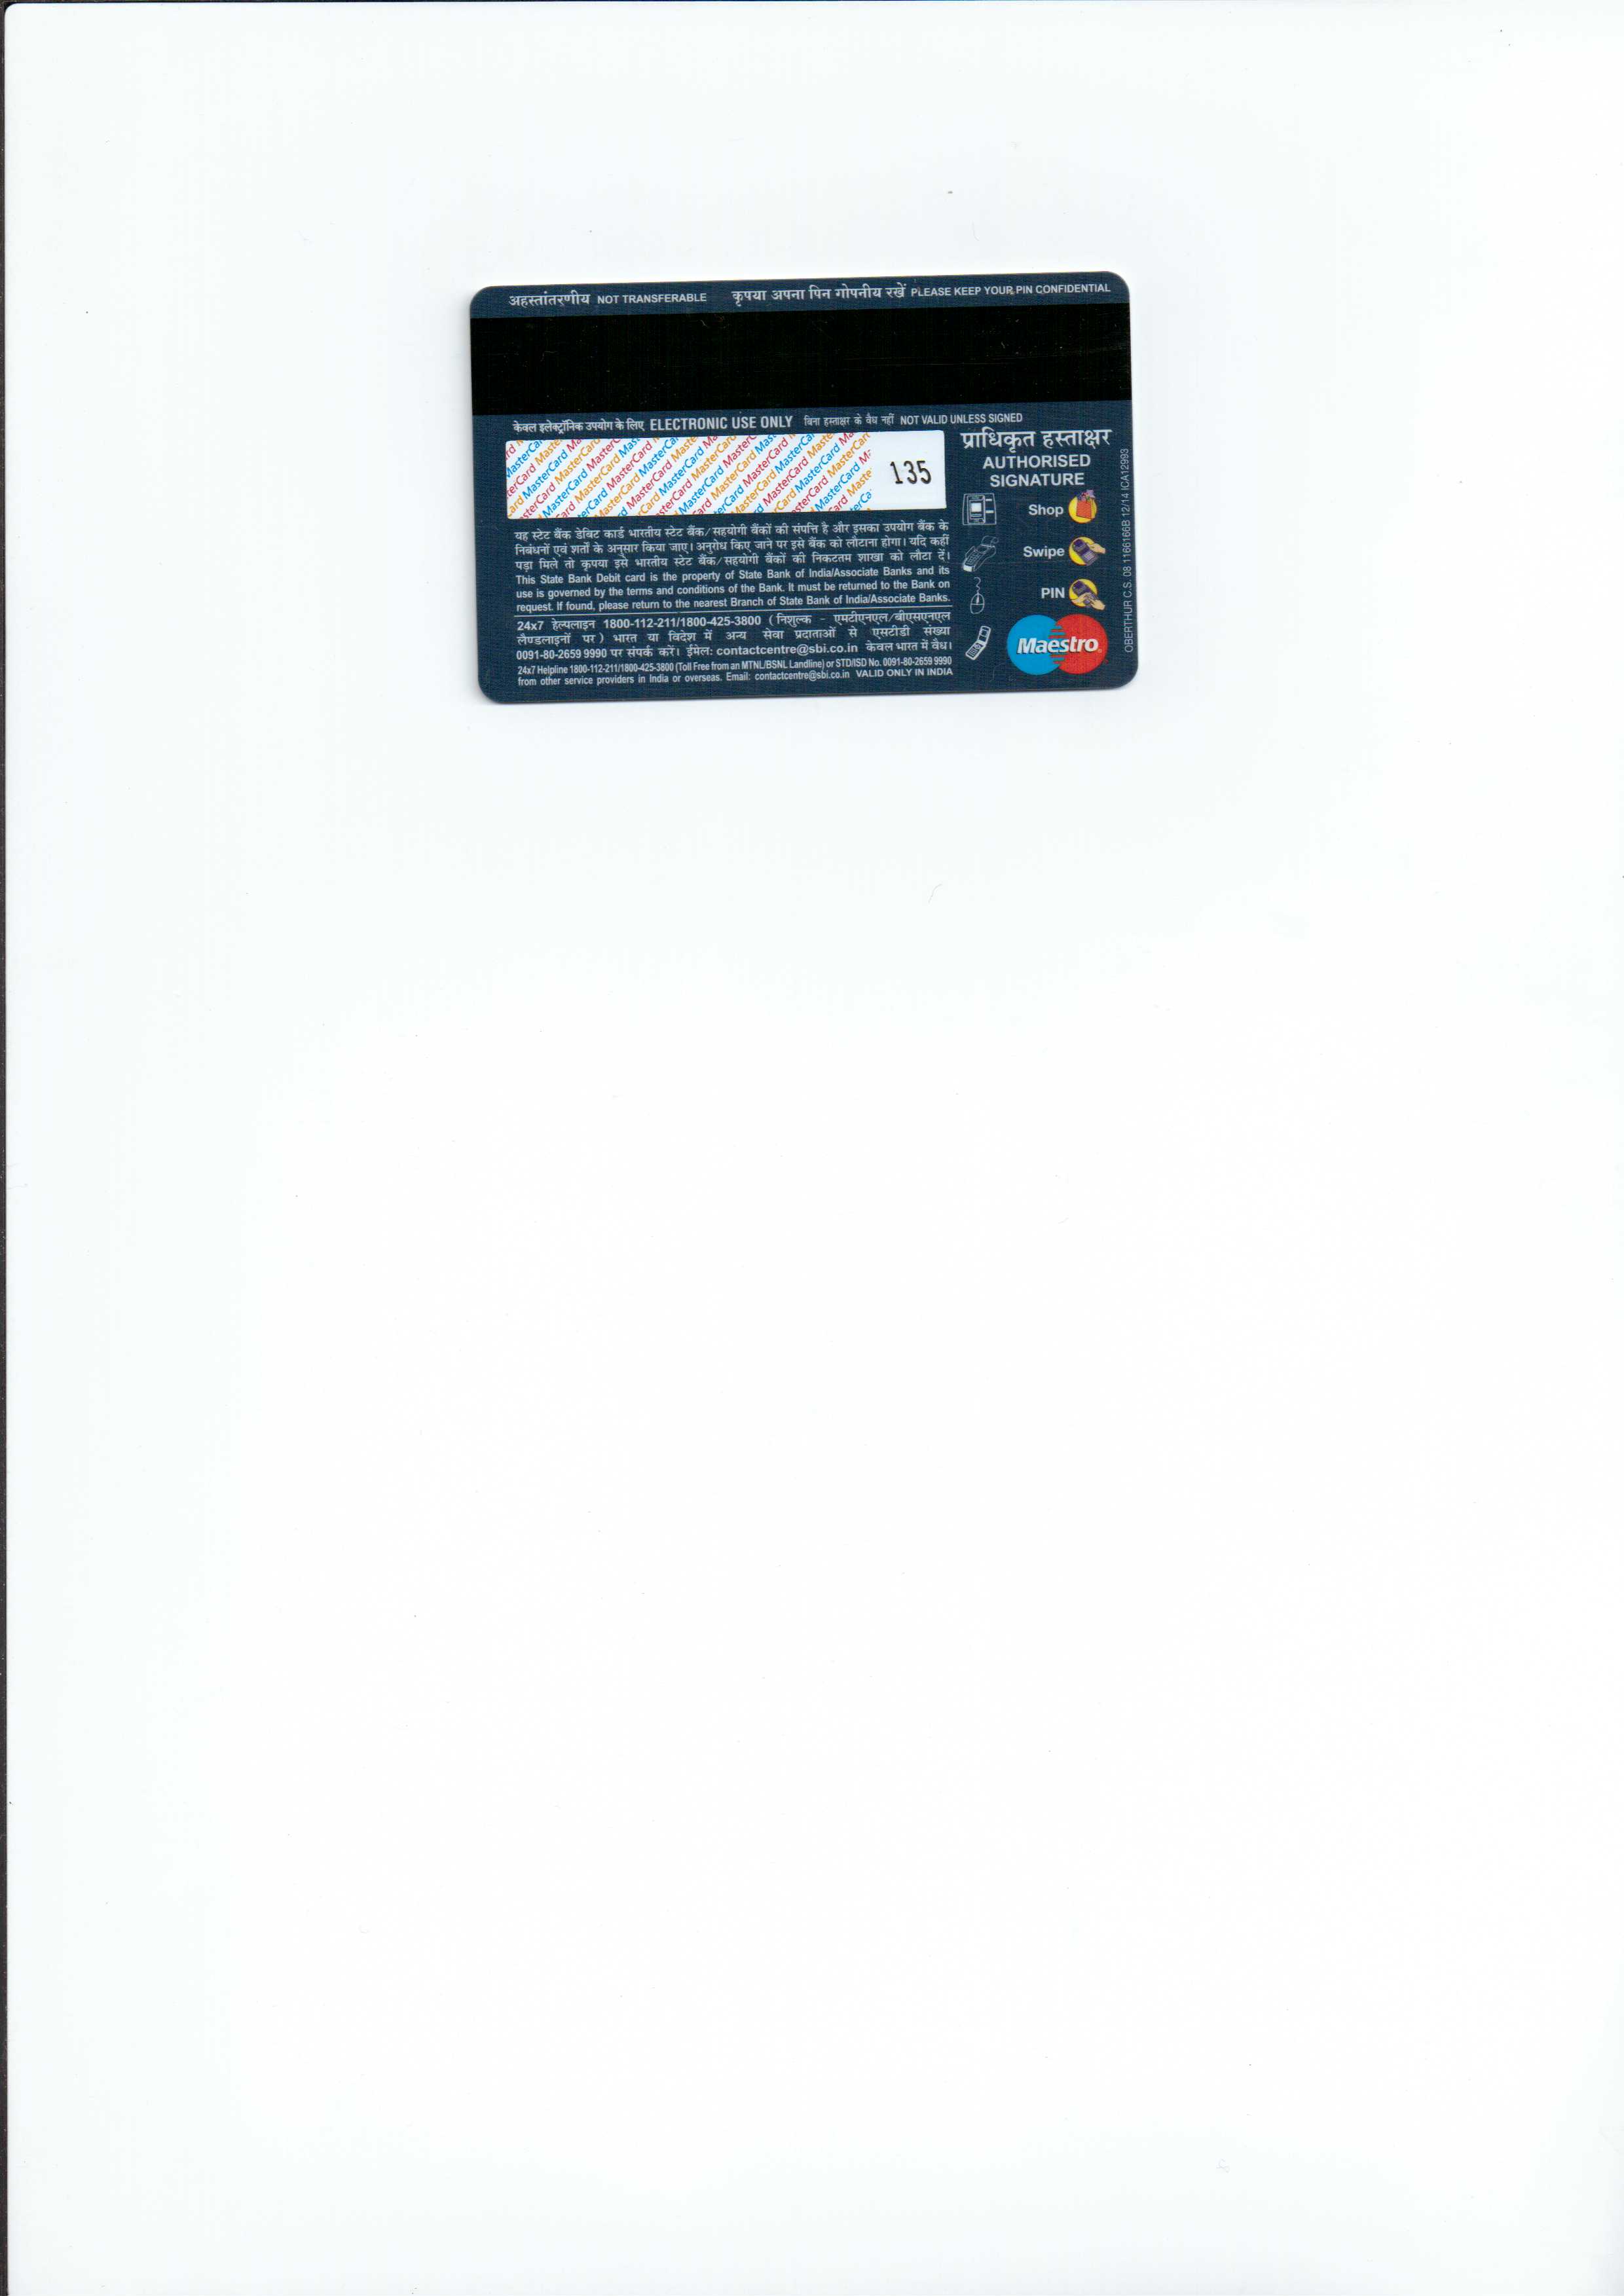 अहस्तांतरणीय NOT TRANSFERABLE कृपया अपना पिन गोपनीय रखें PLEASE KEEP YOUR PIN CONFIDENTIAL
केवल इलेक्ट्रॉनिक उपयोग के लिए ELECTRONIC USE ONLY बिना हस्ताक्षर के वैध नहीं NOT VALID UNLESS SIGNED
MasterCard MasterCard MasterCard
135
प्राधिकृत हस्ताक्षर
AUTHORISED
SIGNATURE
Shop
Swipe
PIN
Maestro
यह स्टेट बैंक डेबिट कार्ड भारतीय स्टेट बैंक/सहयोगी बैंकों की संपत्ति है और इसका उपयोग बैंक के
निबंधनों एवं शर्तों के अनुसार किया जाए। अनुरोध किए जाने पर इसे बैंक को लौटाना होगा। यदि कहीं
पड़ा मिले तो कृपया इसे भारतीय स्टेट बैंक/सहयोगी बैंकों की निकटतम शाखा को लौटा दें।
This State Bank Debit card is the property of State Bank of India/Associate Banks and its
use is governed by the terms and conditions of the Bank. It must be returned to the Bank on
request. If found, please return to the nearest Branch of State Bank of India/Associate Banks.
24x7 हेल्पलाइन 1800-112-211/1800-425-3800 (निशुल्क - एमटीएनएल/बीएसएनएल
लैण्डलाइनों पर) भारत या विदेश में अन्य सेवा प्रदाताओं से एसटीडी संख्या
0091-80-2659 9990 पर संपर्क करें। ईमेल: contactcentre@sbi.co.in केवल भारत में वैध।
24x7 Helpline 1800-112-211/1800-425-3800 (Toll Free from an MTNL/BSNL Landline) or STD/ISD No. 0091-80-2659 9990
from other service providers in India or overseas. Email: contactcentre@sbi.co.in VALID ONLY IN INDIA
OBERTHUR C.S. 08 1166166B 12/14 ICA12993